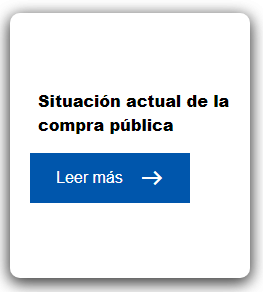 Situación actual de la
compra pública
Leer más